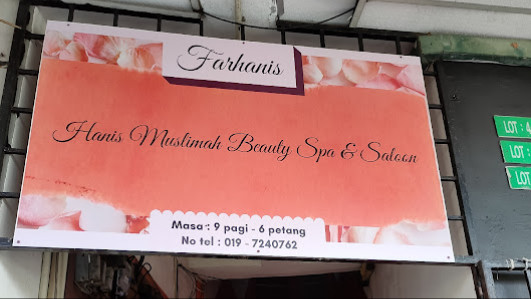 Farhanis
Hanis Muslimah Beauty Spa & Saloon
Masa : 9 pagi - 6 petang
No tel : 019 - 7240762
LOT :
LOT :
LOT